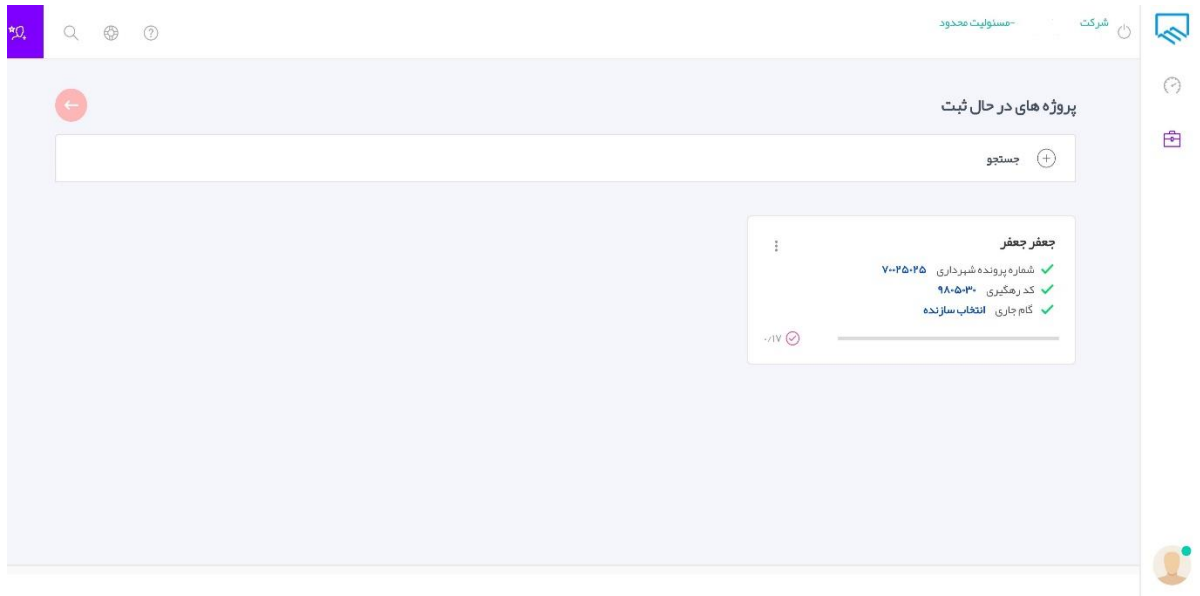 شرکت -مسئولیت محدود
پروژه های در حال ثبت
جستجو
جعفر جعفر
شماره پرونده شهرداری ۷۰۰۲۵۰۲۵
کد رهگیری ۹۸۰۵۰۳۰
گام جاری انتخاب سازنده
۰/۱۷